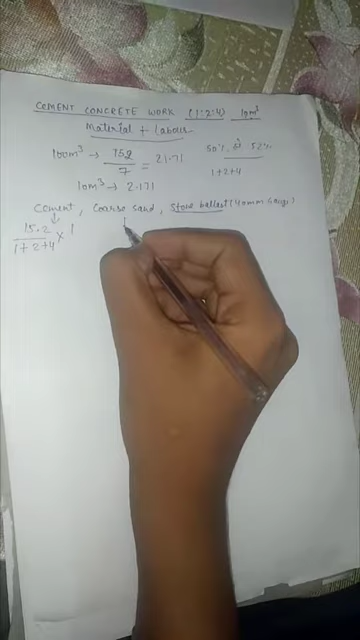 CEMENT CONCRETE WORK (1:2:4) 10m³
Material + Labour
100m³ → 152/7 = 21.71 50% to 52%
1+2+4
10m³ → 2.171
Cement, Coarse sand, Stone ballast (40mm Gauge)
15.2/1+2+4 × 1